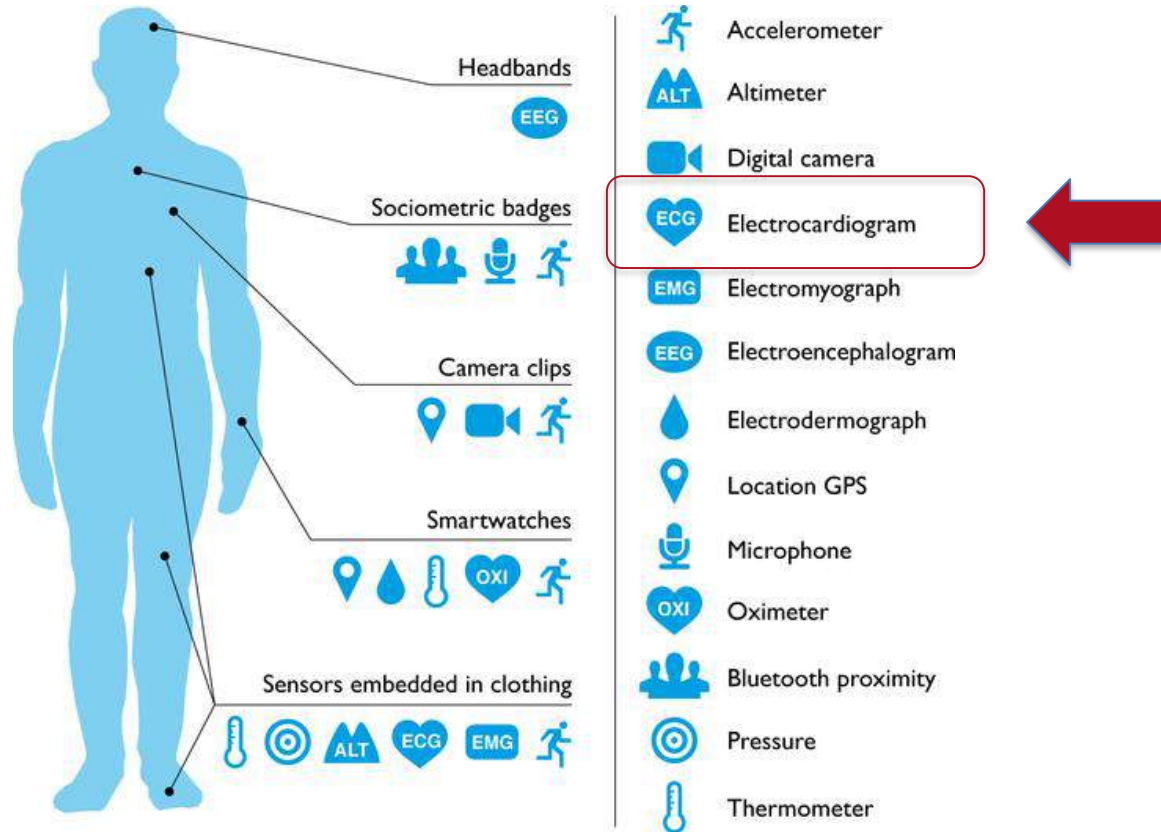 Headbands
EEG
Sociometric badges
Camera clips
Smartwatches
OXI
Sensors embedded in clothing
ALT ECG EMG
Accelerometer
ALT Altimeter
Digital camera
ECG Electrocardiogram
EMG Electromyograph
EEG Electroencephalogram
Electrodermograph
Location GPS
Microphone
OXI Oximeter
Bluetooth proximity
Pressure
Thermometer